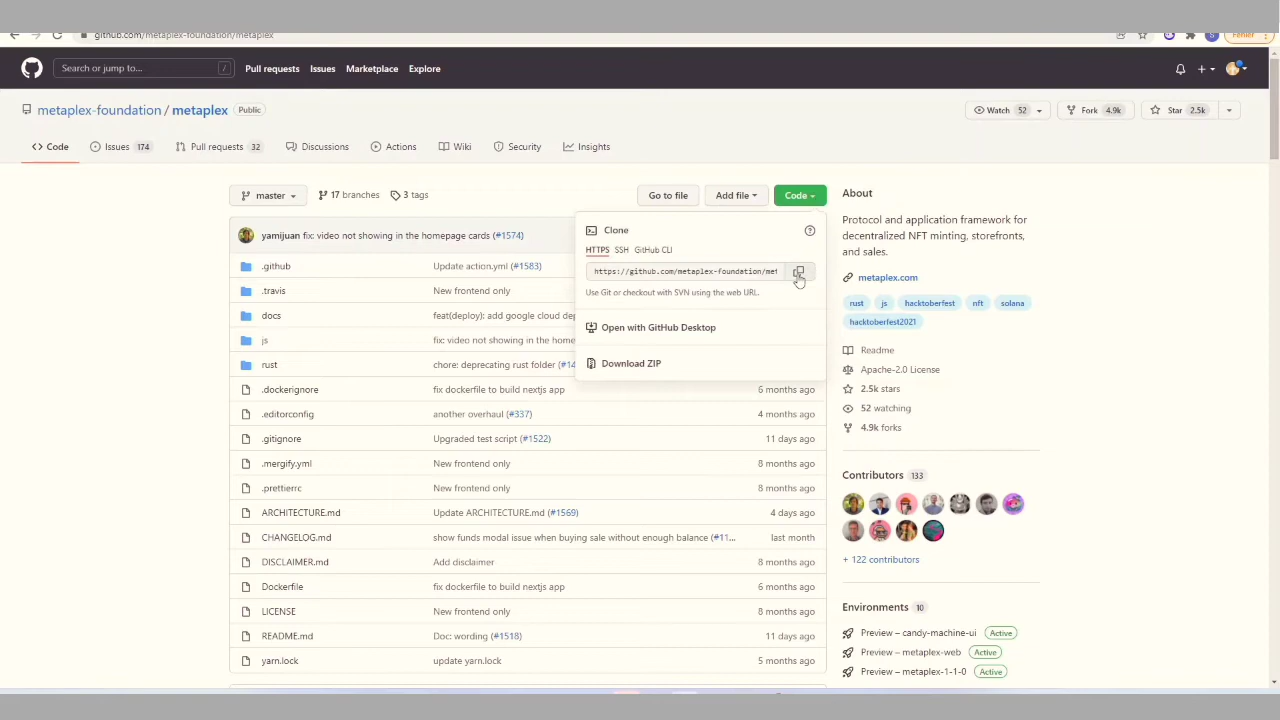 github.com/metaplex-foundation/metaplex
Search or jump to... /
Pull requests Issues Marketplace Explore
metaplex-foundation / metaplex Public
Watch 52 Fork 4.9k Star 2.5k
<> Code Issues 174 Pull requests 32 Discussions Actions Wiki Security Insights
master 17 branches 3 tags Go to file Add file Code
yamijuan fix: video not showing in the homepage cards (#1574)
.github Update action.yml (#1583)
.travis New frontend only
docs feat(deploy): add google cloud dep
js fix: video not showing in the home
rust chore: deprecating rust folder (#14
.dockerignore fix dockerfile to build nextjs app 6 months ago
.editorconfig another overhaul (#337) 4 months ago
.gitignore Upgraded test script (#1522) 11 days ago
.mergify.yml New frontend only 8 months ago
.prettierrc New frontend only 8 months ago
ARCHITECTURE.md Update ARCHITECTURE.md (#1569) 4 days ago
CHANGELOG.md show funds modal issue when buying sale without enough balance (#11... last month
DISCLAIMER.md Add disclaimer 8 months ago
Dockerfile fix dockerfile to build nextjs app 6 months ago
LICENSE New frontend only 8 months ago
README.md Doc: wording (#1518) 11 days ago
yarn.lock update yarn.lock 5 months ago
Clone
HTTPS SSH GitHub CLI
https://github.com/metaplex-foundation/met
Use Git or checkout with SVN using the web URL.
Open with GitHub Desktop
Download ZIP
About
Protocol and application framework for
decentralized NFT minting, storefronts,
and sales.
metaplex.com
rust js hacktoberfest nft solana
hacktoberfest2021
Readme
Apache-2.0 License
2.5k stars
52 watching
4.9k forks
Contributors 133
+ 122 contributors
Environments 10
Preview – candy-machine-ui Active
Preview – metaplex-web Active
Preview – metaplex-1-1-0 Active